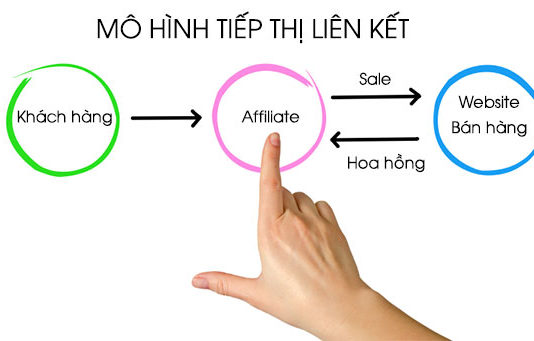 MÔ HÌNH TIẾP THỊ LIÊN KẾT
Khách hàng
Affiliate
Sale
Hoa hồng
Website
Bán hàng